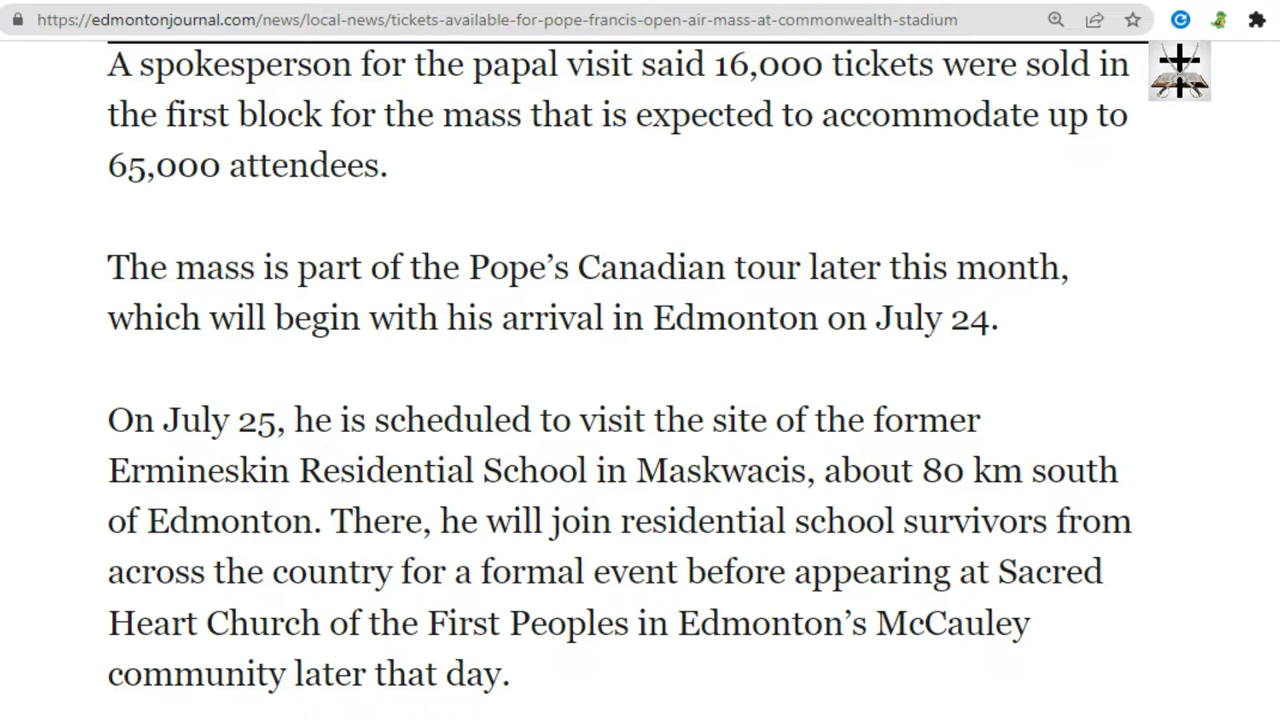 https://edmontonjournal.com/news/local-news/tickets-available-for-pope-francis-open-air-mass-at-commonwealth-stadium
A spokesperson for the papal visit said 16,000 tickets were sold in
the first block for the mass that is expected to accommodate up to
65,000 attendees.
The mass is part of the Pope’s Canadian tour later this month,
which will begin with his arrival in Edmonton on July 24.
On July 25, he is scheduled to visit the site of the former
Ermineskin Residential School in Maskwacis, about 80 km south
of Edmonton. There, he will join residential school survivors from
across the country for a formal event before appearing at Sacred
Heart Church of the First Peoples in Edmonton’s McCauley
community later that day.